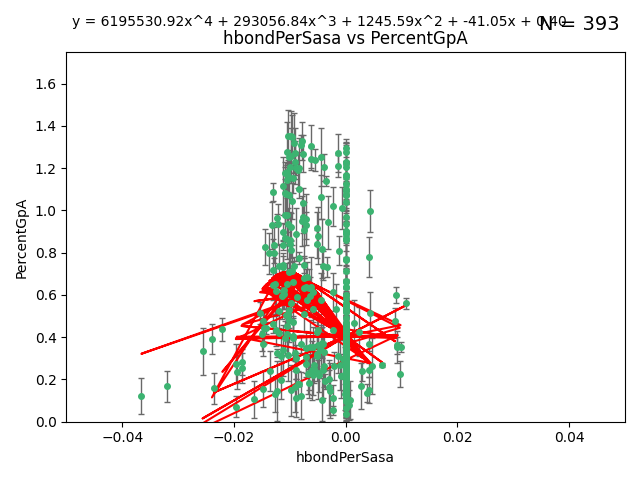 y = 6195530.92x^4 + 293056.84x^3 + 1245.59x^2 + -41.05x + 0.40
N = 393
hbondPerSasa vs PercentGpA
1.6
1.4
1.2
1.0
0.8
0.6
0.4
0.2
0.0
PercentGpA
−0.04 −0.02 0.00 0.02 0.04
hbondPerSasa